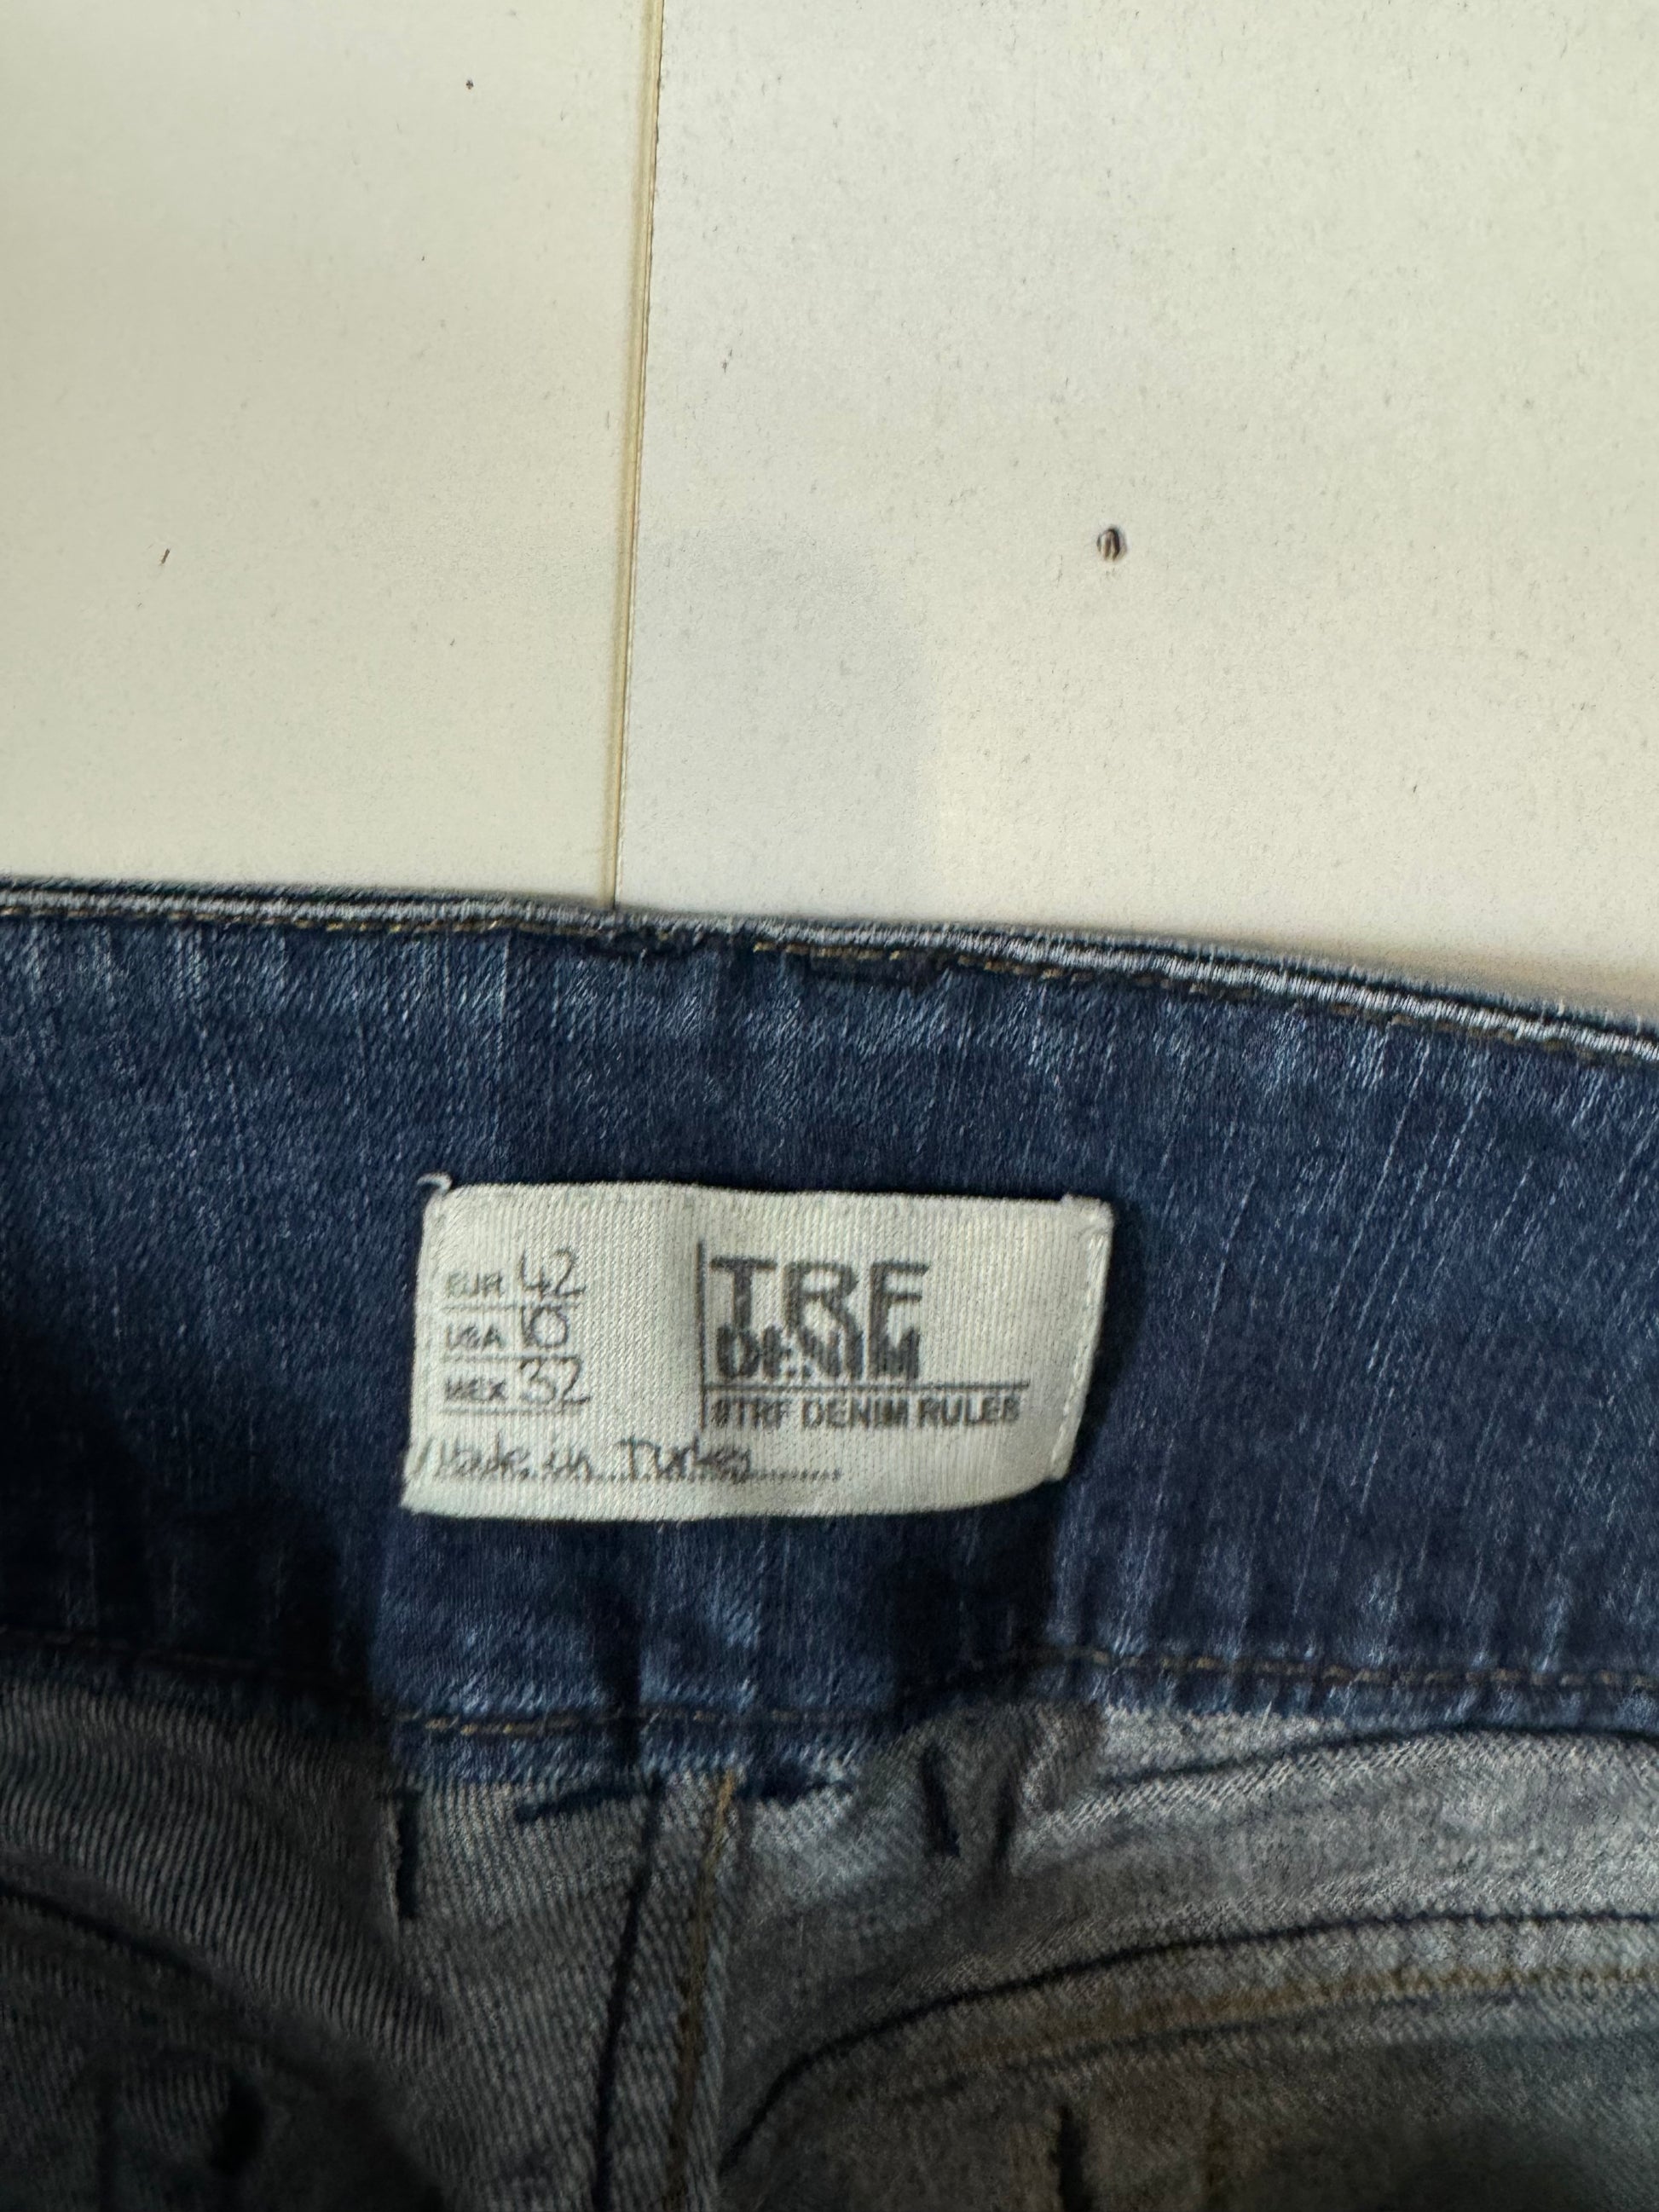 EUR 42
USA 10
MEX 32
Made in Turkey
TRF
DENIM
#TRF DENIM RULES